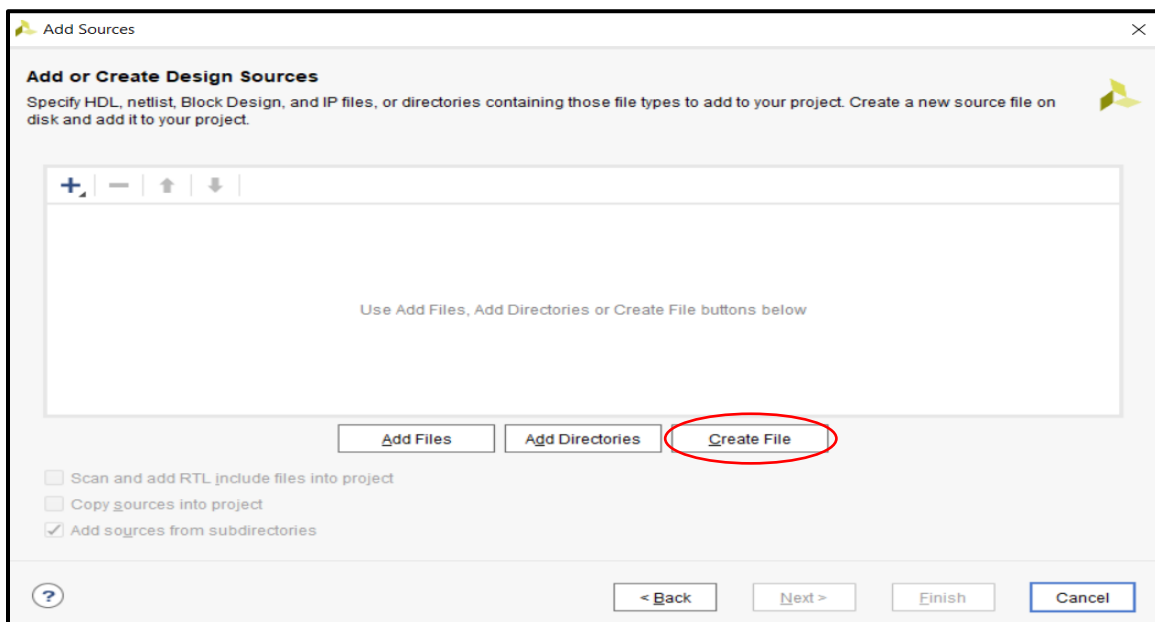 Add Sources
Add or Create Design Sources
Specify HDL, netlist, Block Design, and IP files, or directories containing those file types to add to your project. Create a new source file on
disk and add it to your project.
Use Add Files, Add Directories or Create File buttons below
Add Files Add Directories Create File
Scan and add RTL include files into project
Copy sources into project
Add sources from subdirectories
? < Back Next > Finish Cancel